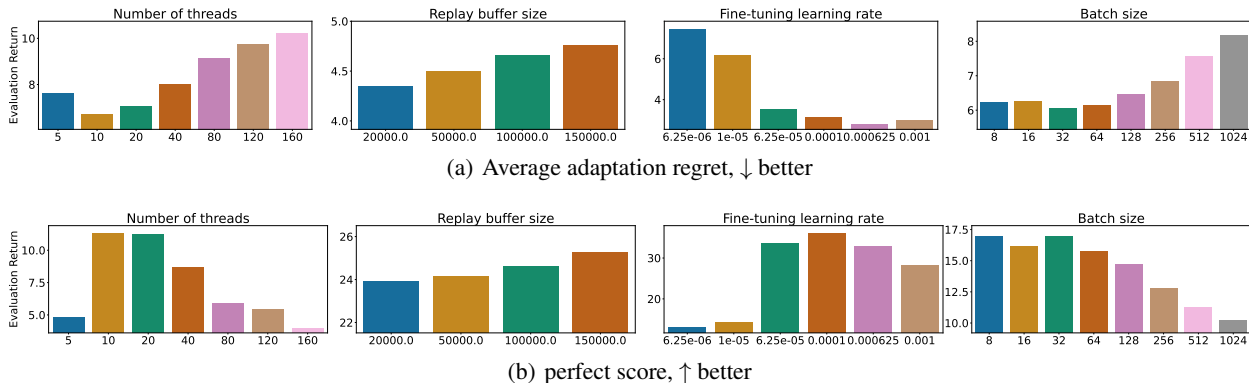 Number of threads
Replay buffer size
Fine-tuning learning rate
Batch size
Evaluation Return
10
8
5 10 20 40 80 120 160
5.0
4.5
4.0
20000.0 50000.0 100000.0 150000.0
6
4
6.25e-06 1e-05 6.25e-05 0.0001 0.000625 0.001
8
7
6
8 16 32 64 128 256 512 1024
(a) Average adaptation regret, ↓ better
Number of threads
Replay buffer size
Fine-tuning learning rate
Batch size
Evaluation Return
10.0
7.5
5.0
5 10 20 40 80 120 160
26
24
22
20000.0 50000.0 100000.0 150000.0
30
20
6.25e-06 1e-05 6.25e-05 0.0001 0.000625 0.001
17.5
15.0
12.5
10.0
8 16 32 64 128 256 512 1024
(b) perfect score, ↑ better